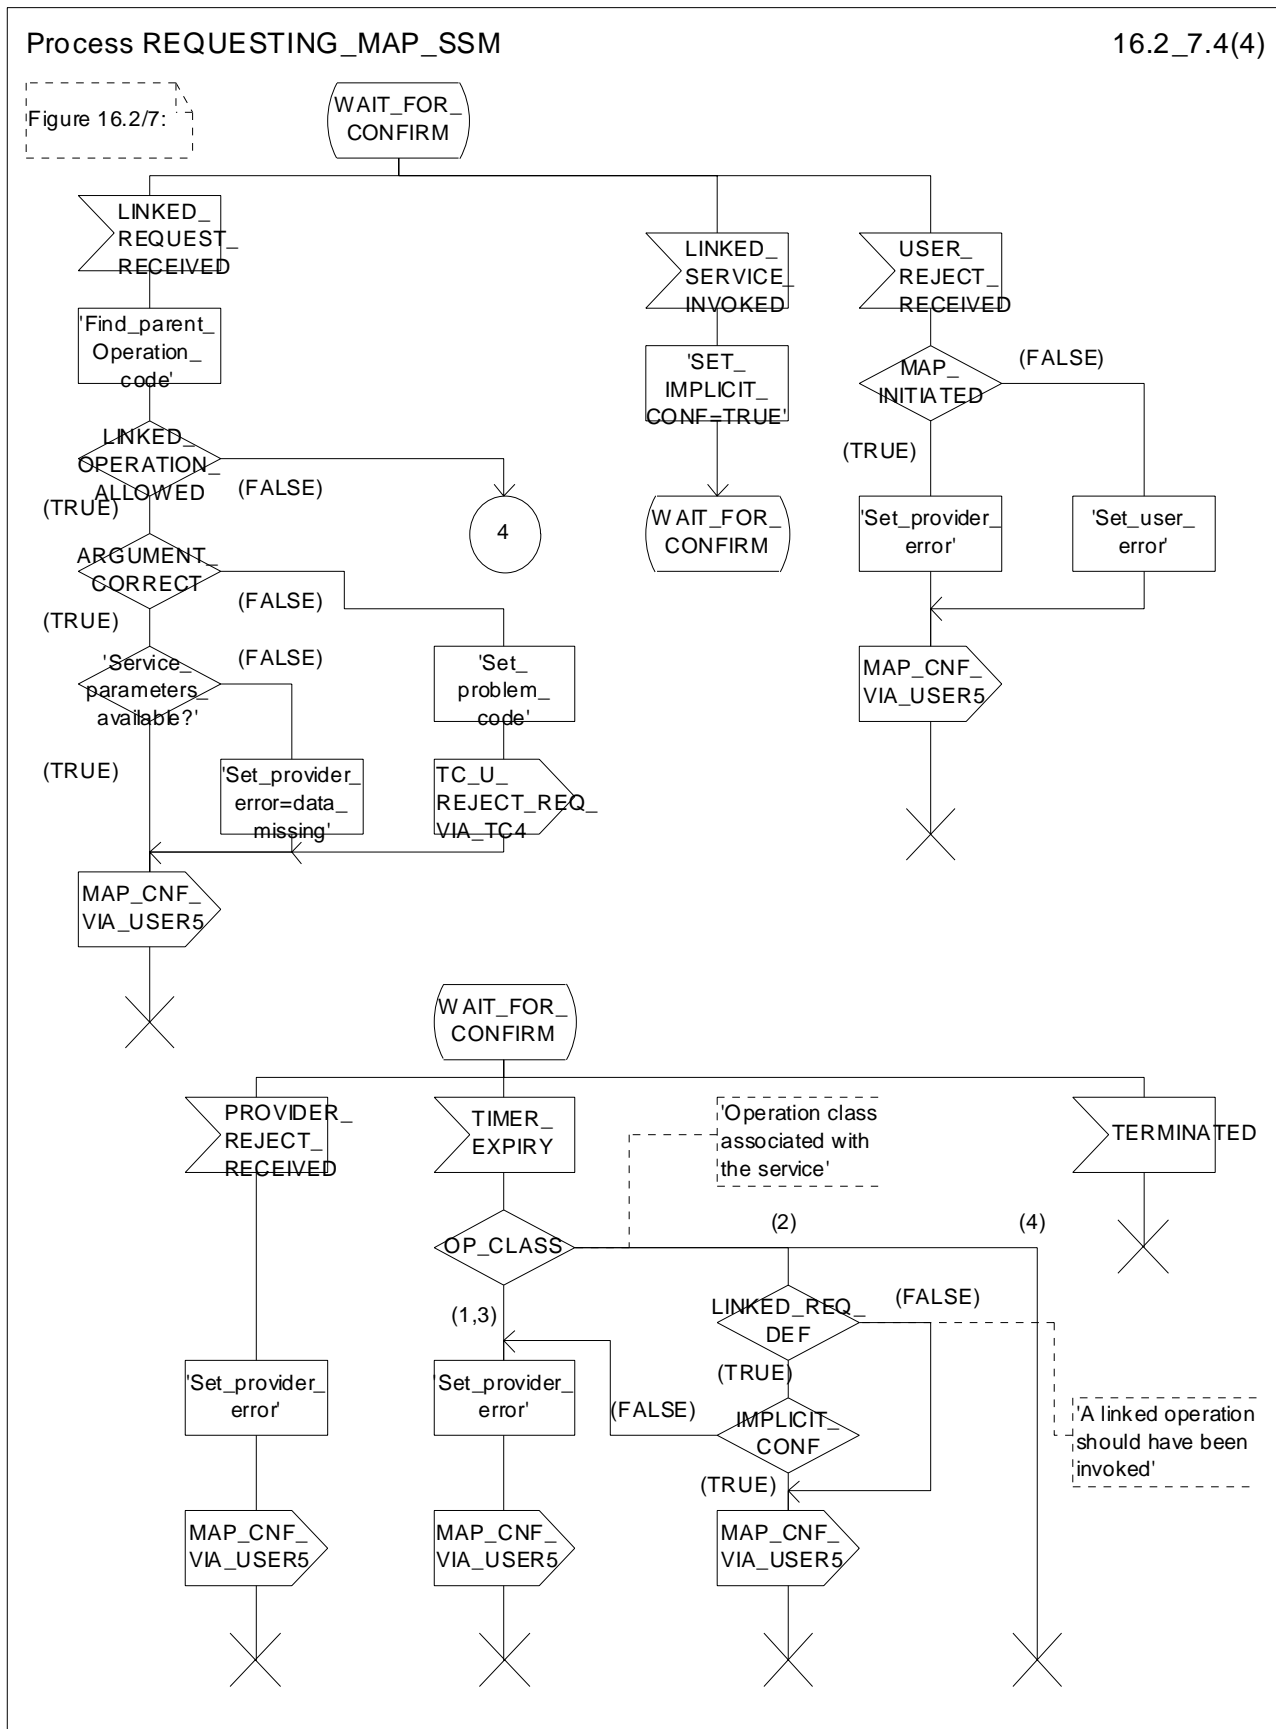 Process REQUESTING_MAP_SSM
16.2_7.4(4)
Figure 16.2/7:
WAIT_FOR_
CONFIRM
LINKED_
REQUEST_
RECEIVED
LINKED_
SERVICE_
INVOKED
USER_
REJECT_
RECEIVED
'Find_parent_
Operation_
code'
'SET_
IMPLICIT_
CONF=TRUE'
MAP_
INITIATED
(FALSE)
(TRUE)
LINKED_
OPERATION_
ALLOWED
(FALSE)
(TRUE)
4
WAIT_FOR_
CONFIRM
'Set_provider_
error'
'Set_user_
error'
ARGUMENT_
CORRECT
(FALSE)
(TRUE)
'Service_
parameters_
available?'
(FALSE)
(TRUE)
'Set_
problem_
code'
MAP_CNF_
VIA_USER5
'Set_provider_
error=data_
missing'
TC_U_
REJECT_REQ_
VIA_TC4
MAP_CNF_
VIA_USER5
WAIT_FOR_
CONFIRM
PROVIDER_
REJECT_
RECEIVED
TIMER_
EXPIRY
'Operation class
associated with
the service'
TERMINATED
OP_CLASS
(2)
(4)
(1,3)
LINKED_REQ_
DEF
(FALSE)
(TRUE)
'Set_provider_
error'
'Set_provider_
error'
(FALSE)
IMPLICIT_
CONF
(TRUE)
'A linked operation
should have been
invoked'
MAP_CNF_
VIA_USER5
MAP_CNF_
VIA_USER5
MAP_CNF_
VIA_USER5